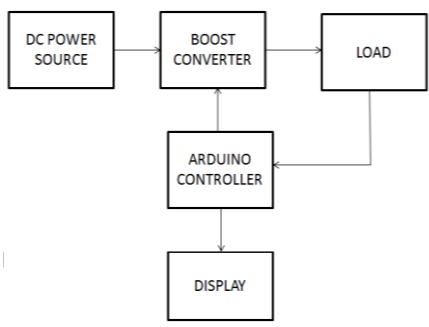 DC POWER
SOURCE
BOOST
CONVERTER
LOAD
ARDUINO
CONTROLLER
DISPLAY